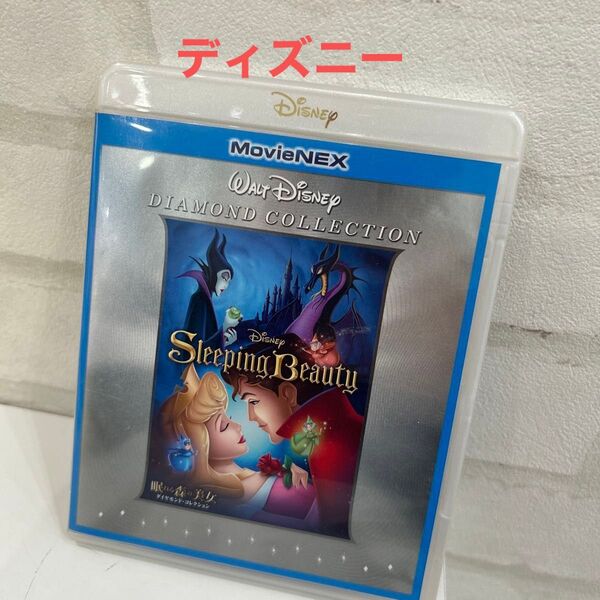 ディズニー
Disney
MovieNEX
WALT DISNEY
DIAMOND COLLECTION
DISNEY
Sleeping Beauty
眠れる森の美女
ダイヤモンド・コレクション